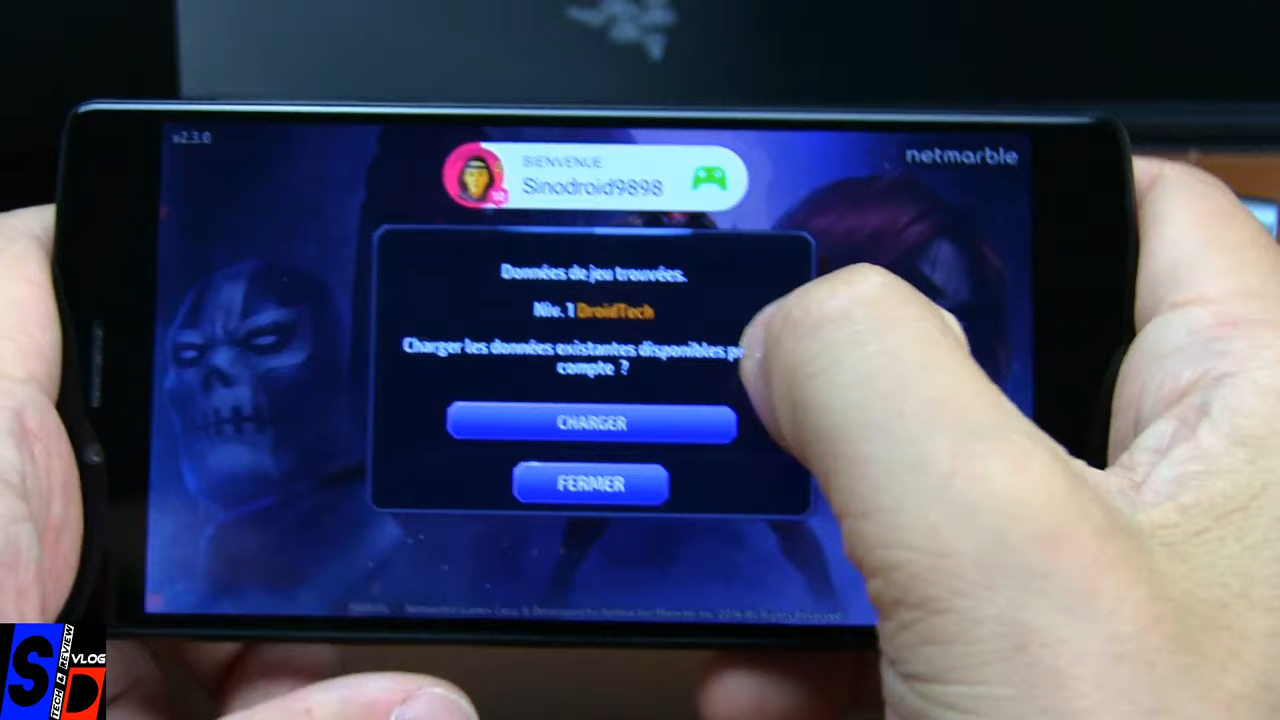 v2.3.0
netmarble
BIENVENUE
Sinodroid9898
Données de jeu trouvées.
Niv. 1 DroidTech
Charger les données existantes disponibles
compte ?
CHARGER
FERMER
SD
TECH & REVIEW
VLOG